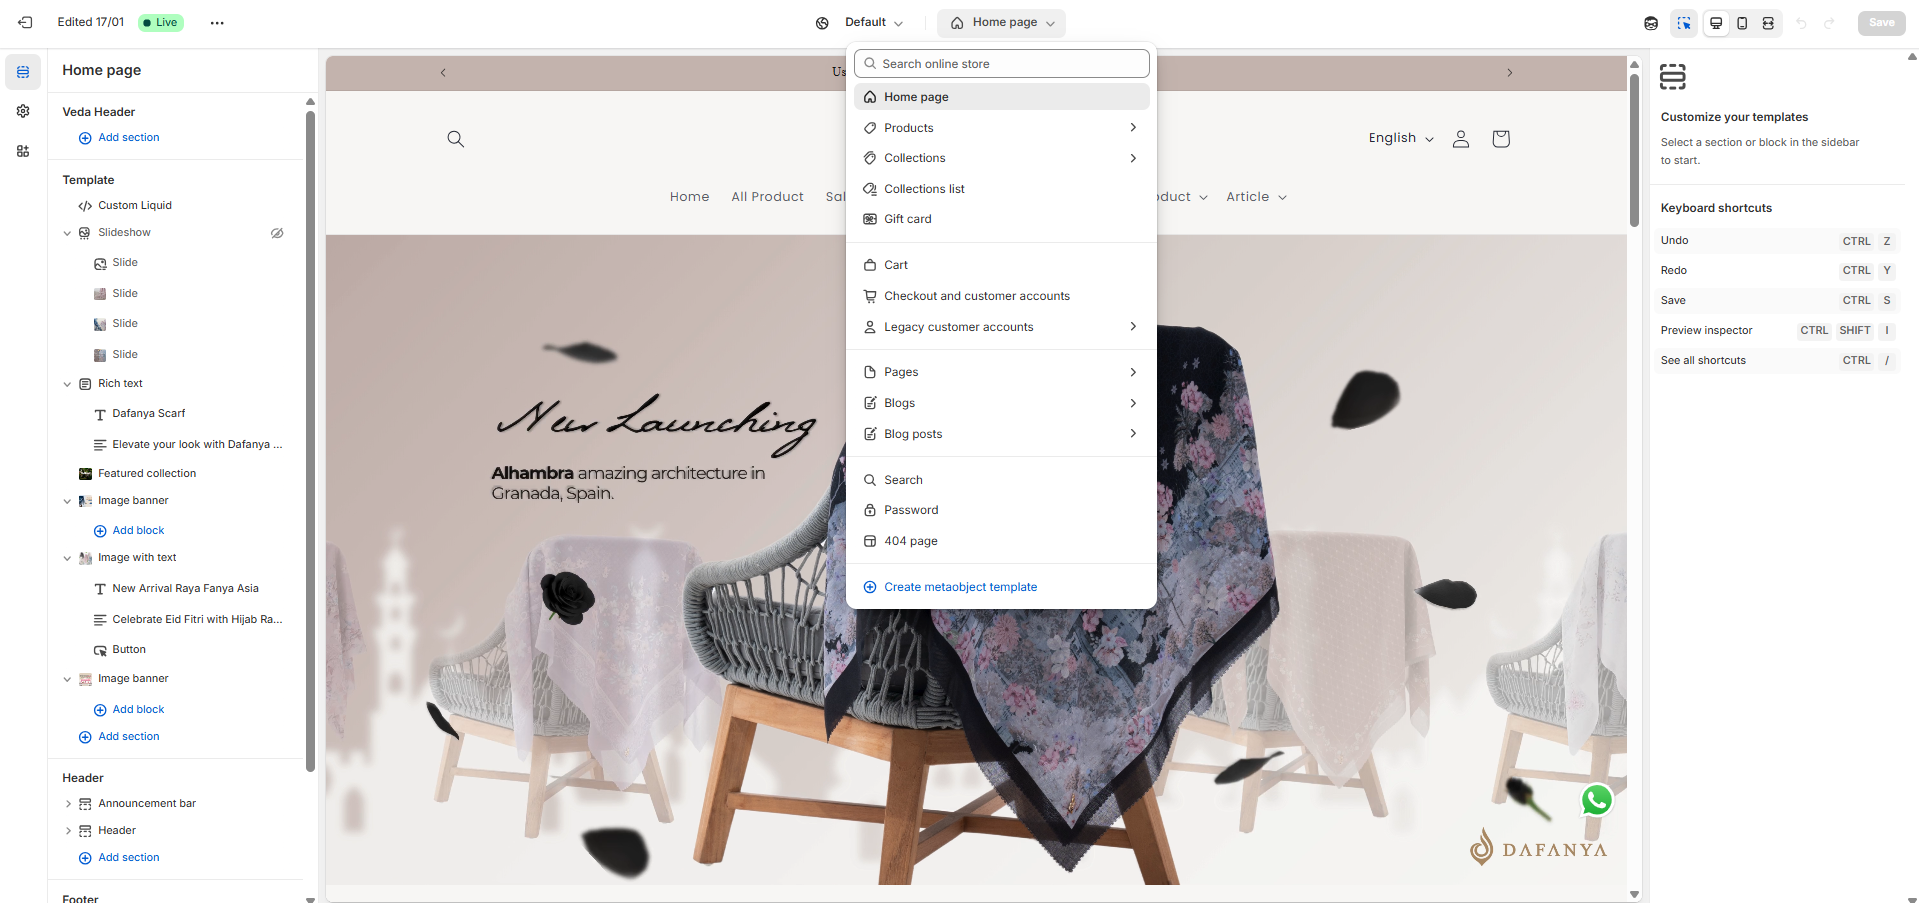 Edited 17/01
Live
Default
Home page
Save
Home page
Veda Header
Add section
Template
Custom Liquid
Slideshow
Slide
Slide
Slide
Slide
Rich text
Dafanya Scarf
Elevate your look with Dafanya ...
Featured collection
Image banner
Add block
Image with text
New Arrival Raya Fanya Asia
Celebrate Eid Fitri with Hijab Ra...
Button
Image banner
Add block
Add section
Header
Announcement bar
Header
Add section
Footer
Us
English
Home All Product Sal
oduct Article
New Launching
Alhambra amazing architecture in
Granada, Spain.
DAFANYA
Search online store
Home page
Products
Collections
Collections list
Gift card
Cart
Checkout and customer accounts
Legacy customer accounts
Pages
Blogs
Blog posts
Search
Password
404 page
Create metaobject template
Customize your templates
Select a section or block in the sidebar
to start.
Keyboard shortcuts
Undo CTRL Z
Redo CTRL Y
Save CTRL S
Preview inspector CTRL SHIFT I
See all shortcuts CTRL /